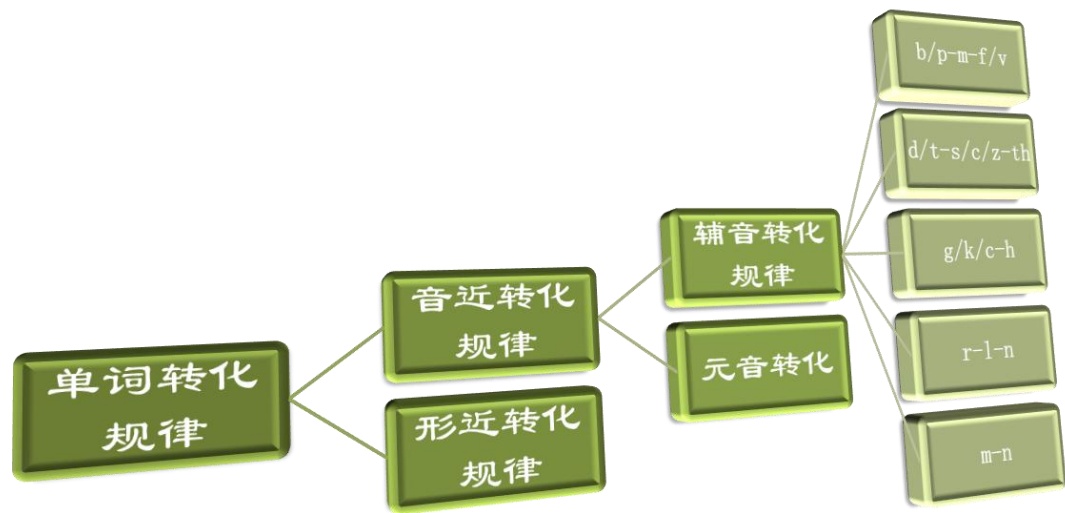 单词转化
规律
音近转化
规律
形近转化
规律
辅音转化
规律
元音转化
b/p-m-f/v
d/t-s/c/z-th
g/k/c-h
r-l-n
m-n